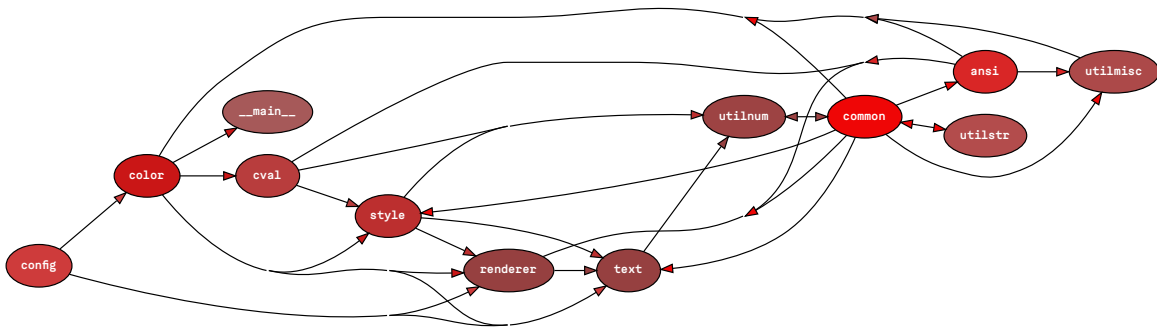 ansi
utilmisc
__main__
utilnum
common
utilstr
color
cval
style
config
renderer
text